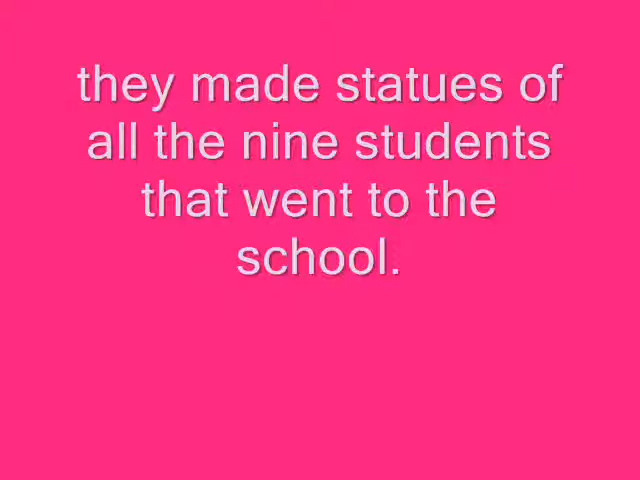 they made statues of
all the nine students
that went to the
school.